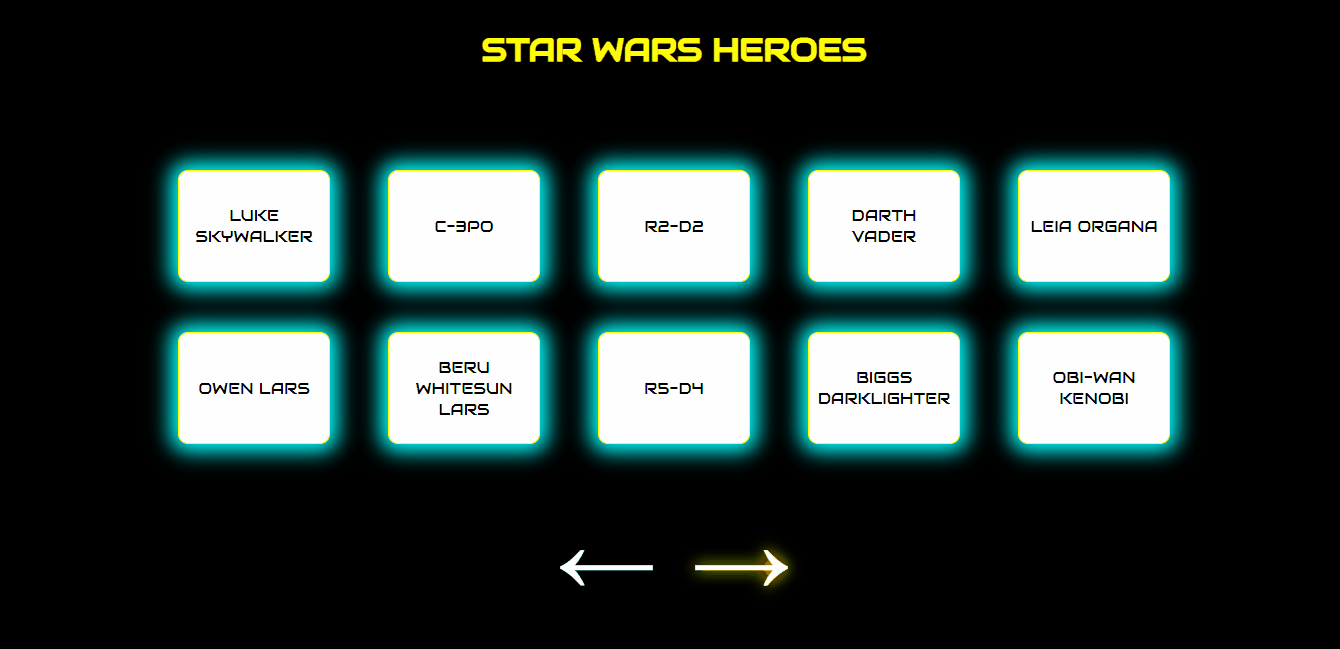 STAR WARS HEROES
LUKE
SKYWALKER
C-3PO
R2-D2
DARTH
VADER
LEIA ORGANA
OWEN LARS
BERU
WHITESUN
LARS
R5-D4
BIGGS
DARKLIGHTER
OBI-WAN
KENOBI